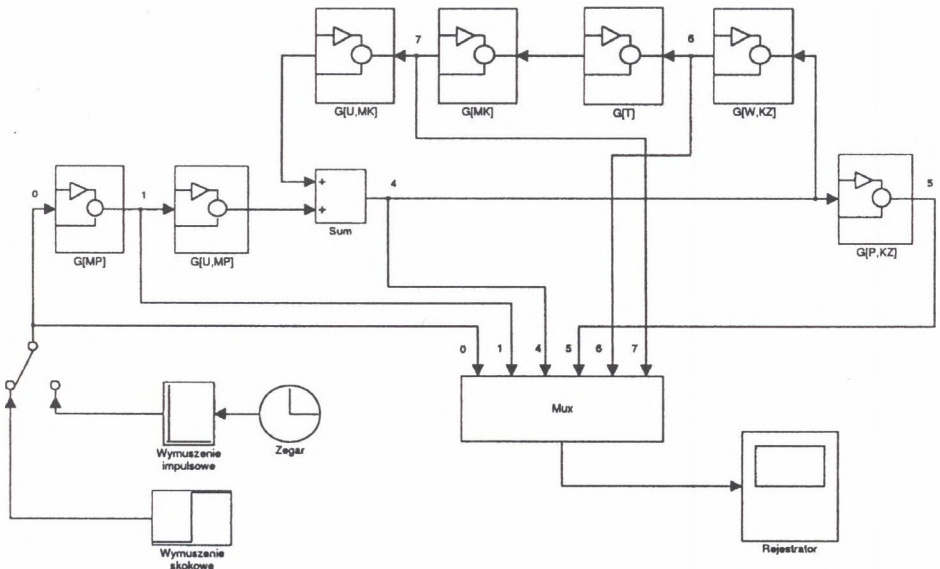 7
6
G[U,MK]
G[MK]
G[T]
G[W,KZ]
0
1
+
+
4
5
Sum
G[MP]
G[U,MP]
G[P,KZ]
0
1
4
5
6
7
Mux
Wymuszenie
impulsowe
Zegar
Wymuszenie
skokowe
Rejestrator